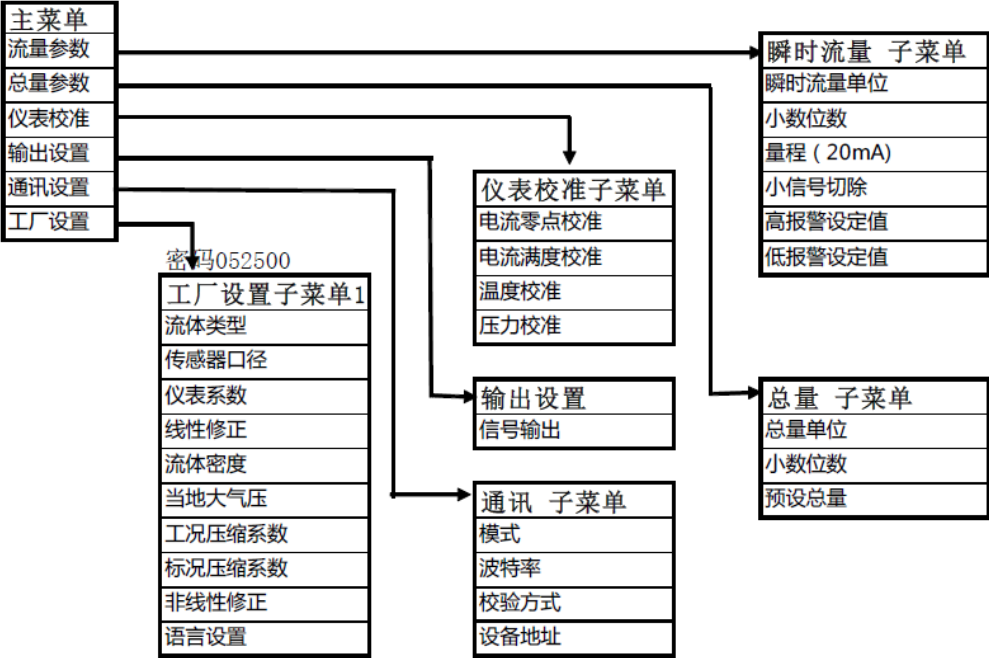 主菜单
流量参数
总量参数
仪表校准
输出设置
通讯设置
工厂设置
瞬时流量 子菜单
瞬时流量单位
小数位数
量程（20mA)
小信号切除
高报警设定值
低报警设定值
仪表校准子菜单
电流零点校准
电流满度校准
温度校准
压力校准
密码052500
工厂设置子菜单1
流体类型
传感器口径
仪表系数
线性修正
流体密度
当地大气压
工况压缩系数
标况压缩系数
非线性修正
语言设置
输出设置
信号输出
总量 子菜单
总量单位
小数位数
预设总量
通讯 子菜单
模式
波特率
校验方式
设备地址